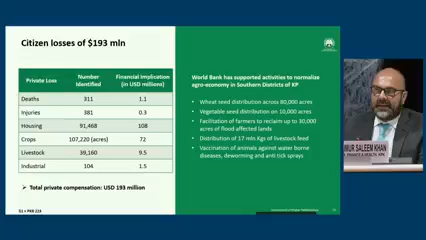 Citizen losses of $193 mln
Private Loss Number Identified Financial Implication (in USD millions)
Deaths 311 1.1
Injuries 381 0.3
Housing 91,468 108
Crops 107,220 (acres) 72
Livestock 39,160 9.5
Industrial 104 1.5
Total private compensation: USD 193 million
$1 = PKR 223
World Bank has supported activities to normalise
agro-economy in Southern Districts of KP
• Wheat seed distribution across 80,000 acres
• Vegetable seed distribution on 10,000 acres
• Facilitation of farmers to reclaim up to 30,000
acres of flood affected lands
• Distribution of 17 mln Kgs of livestock feed
• Vaccination of animals against water borne
diseases, deworming and anti-tick sprays
MUR SALEEM KHAN